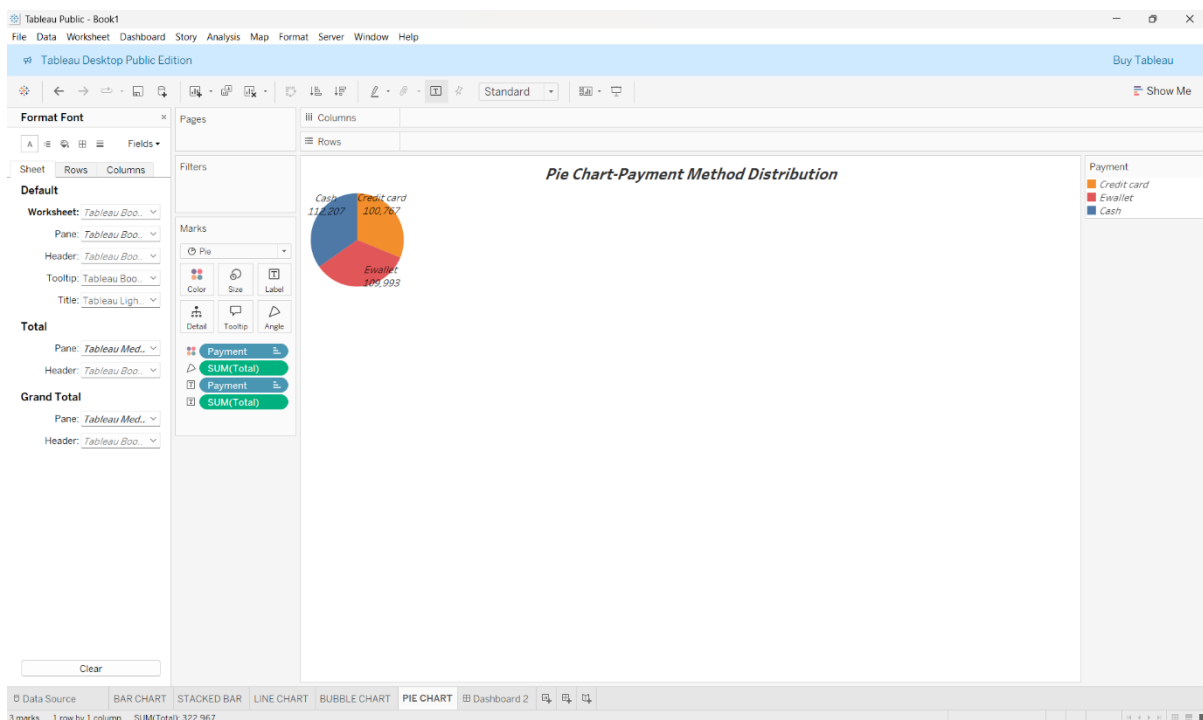 Tableau Public - Book1
File Data Worksheet Dashboard Story Analysis Map Format Server Window Help
Tableau Desktop Public Edition
Buy Tableau
Standard
Show Me
Format Font
Fields
Sheet Rows Columns
Default
Worksheet: Tableau Boo..
Pane: Tableau Boo..
Header: Tableau Boo..
Tooltip: Tableau Boo..
Title: Tableau Ligh..
Total
Pane: Tableau Med..
Header: Tableau Boo..
Grand Total
Pane: Tableau Med..
Header: Tableau Boo..
Clear
Pages
Filters
Marks
Pie
Color Size Label
Detail Tooltip Angle
Payment
SUM(Total)
Payment
SUM(Total)
Columns
Rows
Pie Chart-Payment Method Distribution
Cash
112,207
Credit card
100,767
Ewallet
109,993
Payment
Credit card
Ewallet
Cash
Data Source BAR CHART STACKED BAR LINE CHART BUBBLE CHART PIE CHART Dashboard 2
3 marks 1 row by 1 column SUM(Total): 322,967